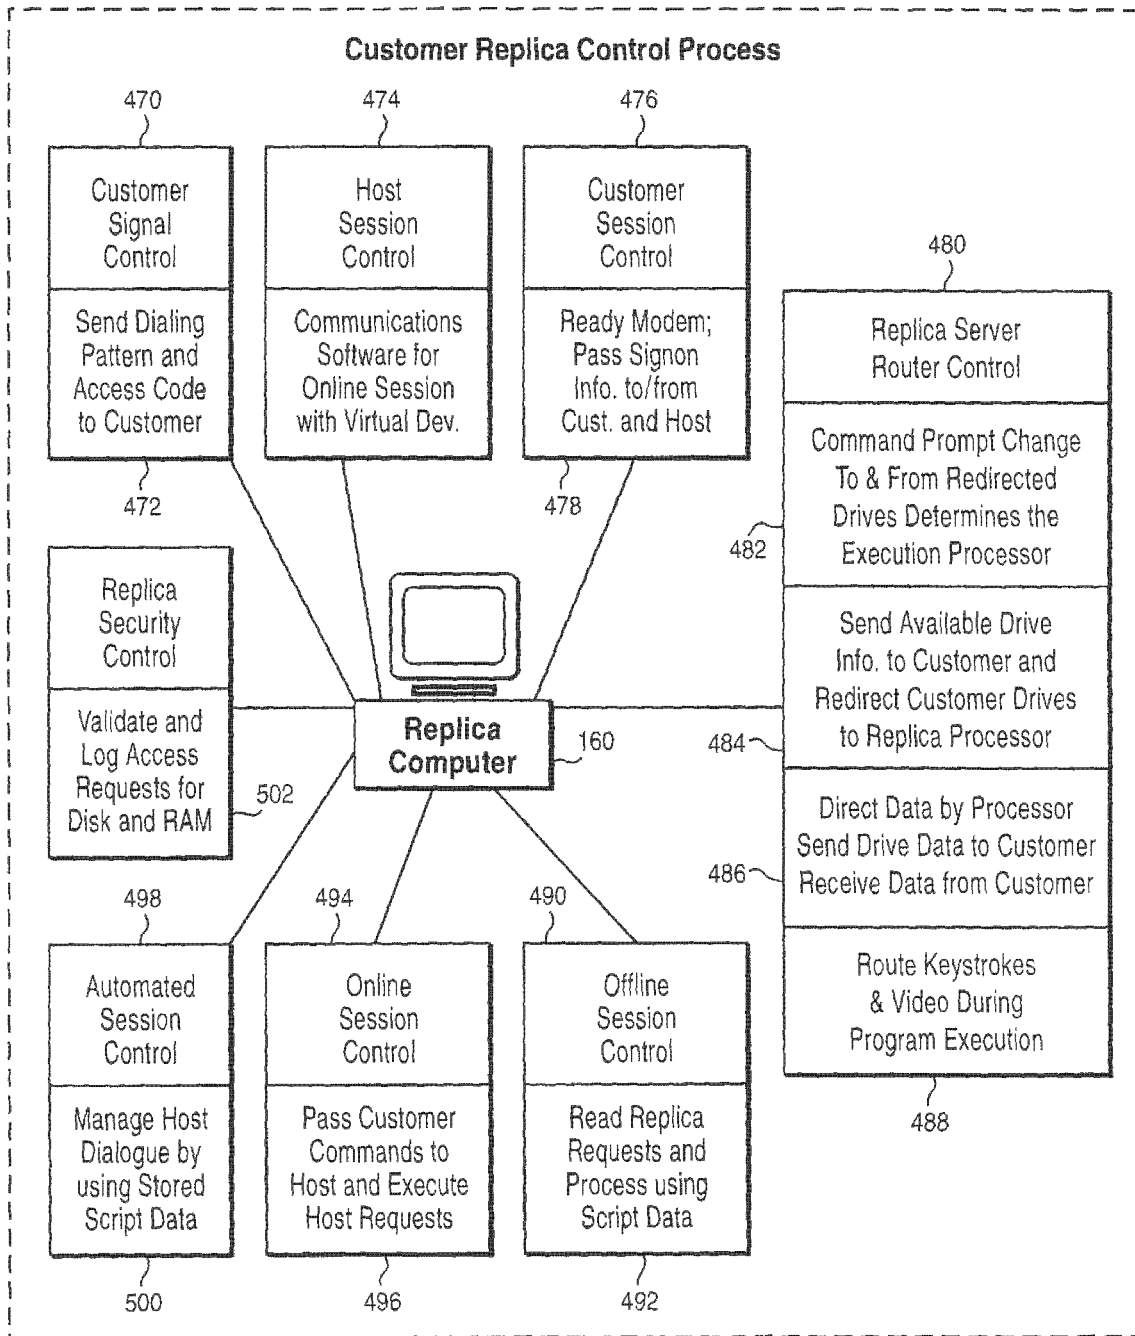 Customer Replica Control Process
470
Customer
Signal
Control
Send Dialing
Pattern and
Access Code
to Customer
472
474
Host
Session
Control
Communications
Software for
Online Session
with Virtual Dev.
476
Customer
Session
Control
Ready Modem;
Pass Signon
Info. to/from
Cust. and Host
478
480
Replica Server
Router Control
Command Prompt Change
To & From Redirected
Drives Determines the
Execution Processor
482
Send Available Drive
Info. to Customer and
Redirect Customer Drives
to Replica Processor
484
Direct Data by Processor
Send Drive Data to Customer
Receive Data from Customer
486
Route Keystrokes
& Video During
Program Execution
488
Replica
Security
Control
Validate and
Log Access
Requests for
Disk and RAM
502
Replica
Computer
160
498
Automated
Session
Control
Manage Host
Dialogue by
using Stored
Script Data
500
494
Online
Session
Control
Pass Customer
Commands to
Host and Execute
Host Requests
496
490
Offline
Session
Control
Read Replica
Requests and
Process using
Script Data
492